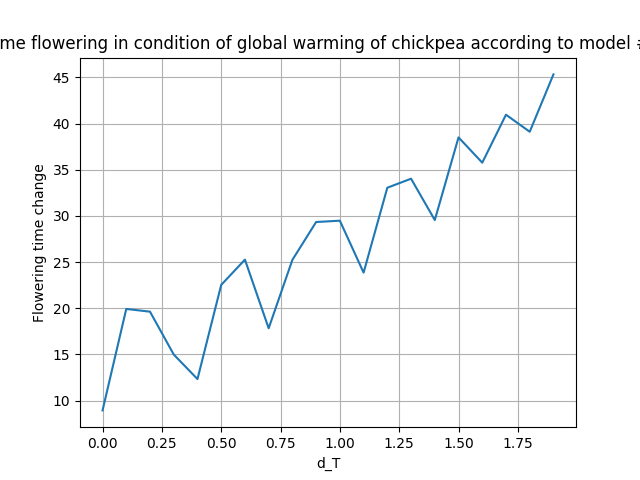 me flowering in condition of global warming of chickpea according to model #
Flowering time change
45
40
35
30
25
20
15
10
0.00 0.25 0.50 0.75 1.00 1.25 1.50 1.75
d_T